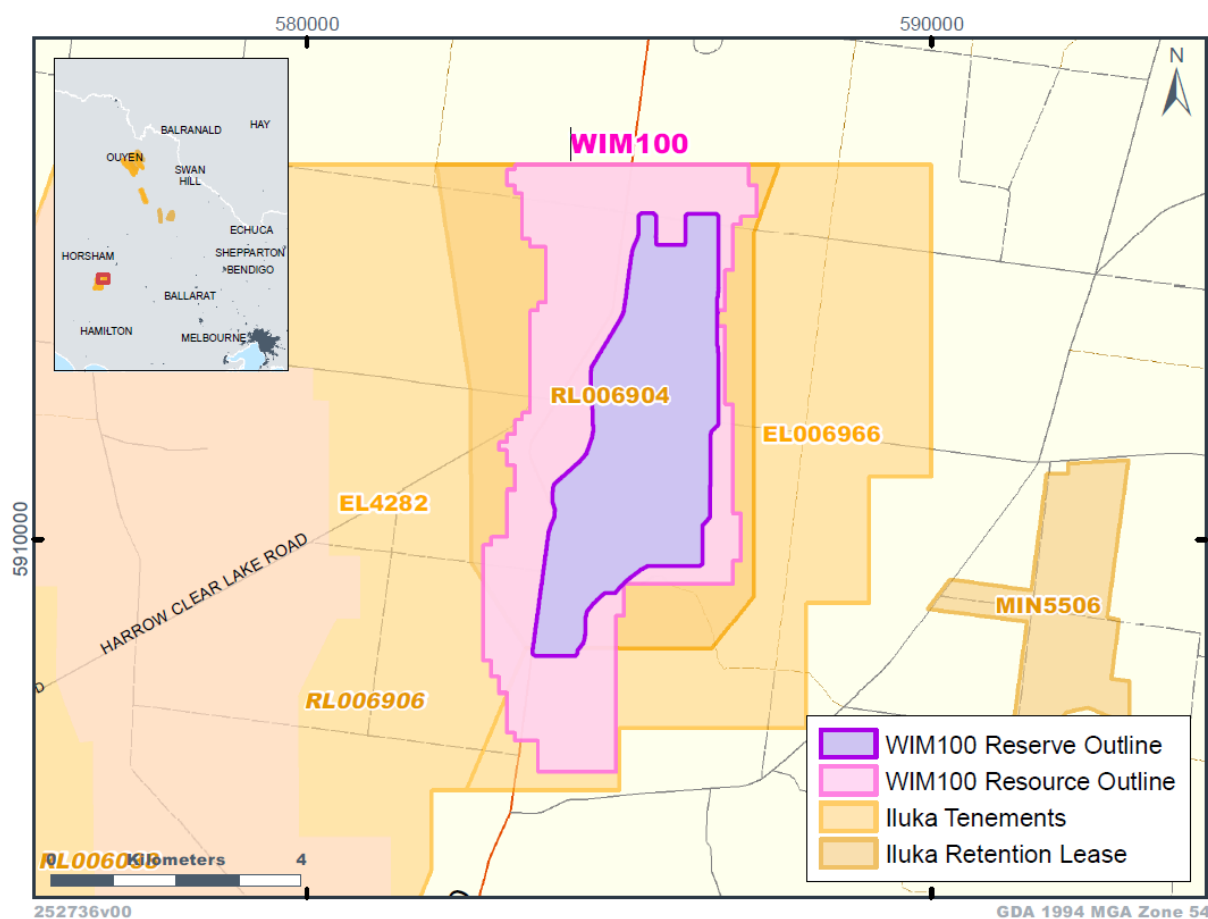 580000
590000
N
BALRANALD
HAY
OUYEN
SWAN
HILL
ECHUCA
HORSHAM
SHEPPARTON
BENDIGO
BALLARAT
HAMILTON
MELBOURNE
WIM100
RL006904
EL006966
EL4282
5910000
HARROW CLEAR LAKE ROAD
MIN5506
RL006906
WIM100 Reserve Outline
WIM100 Resource Outline
Iluka Tenements
Iluka Retention Lease
0 Kilometers 4
252736v00
GDA 1994 MGA Zone 54